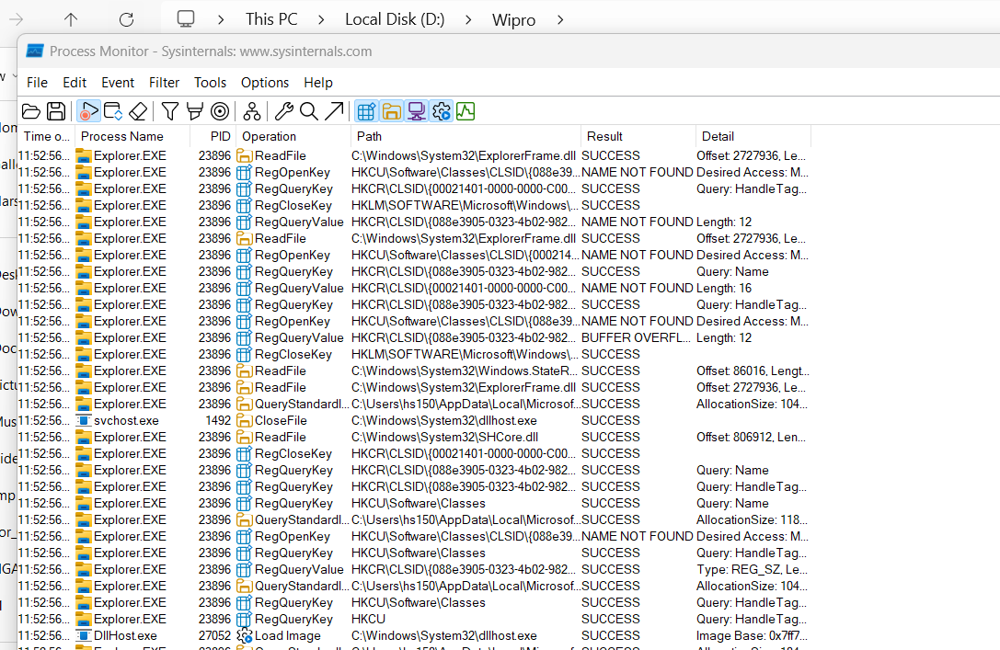 This PC > Local Disk (D:) > Wipro >
Process Monitor - Sysinternals: www.sysinternals.com
File Edit Event Filter Tools Options Help
Time o... Process Name PID Operation Path Result Detail
11:52:56... Explorer.EXE 23896 ReadFile C:\Windows\System32\ExplorerFrame.dll SUCCESS Offset: 2727936, Le...
11:52:56... Explorer.EXE 23896 RegOpenKey HKCU\Software\Classes\CLSID\{088e39... NAME NOT FOUND Desired Access: M...
11:52:56... Explorer.EXE 23896 RegQueryKey HKCR\CLSID\{00021401-0000-0000-C00... SUCCESS Query: HandleTag...
11:52:56... Explorer.EXE 23896 RegCloseKey HKLM\SOFTWARE\Microsoft\Windows\... SUCCESS
11:52:56... Explorer.EXE 23896 RegQueryValue HKCR\CLSID\{088e3905-0323-4b02-982... NAME NOT FOUND Length: 12
11:52:56... Explorer.EXE 23896 ReadFile C:\Windows\System32\ExplorerFrame.dll SUCCESS Offset: 2727936, Le...
11:52:56... Explorer.EXE 23896 RegOpenKey HKCU\Software\Classes\CLSID\{000214... NAME NOT FOUND Desired Access: M...
11:52:56... Explorer.EXE 23896 RegQueryKey HKCR\CLSID\{088e3905-0323-4b02-982... SUCCESS Query: Name
11:52:56... Explorer.EXE 23896 RegQueryValue HKCR\CLSID\{00021401-0000-0000-C00... NAME NOT FOUND Length: 16
11:52:56... Explorer.EXE 23896 RegQueryKey HKCR\CLSID\{088e3905-0323-4b02-982... SUCCESS Query: HandleTag...
11:52:56... Explorer.EXE 23896 RegOpenKey HKCU\Software\Classes\CLSID\{088e39... NAME NOT FOUND Desired Access: M...
11:52:56... Explorer.EXE 23896 RegQueryValue HKCR\CLSID\{088e3905-0323-4b02-982... BUFFER OVERFL... Length: 12
11:52:56... Explorer.EXE 23896 RegCloseKey HKLM\SOFTWARE\Microsoft\Windows\... SUCCESS
11:52:56... Explorer.EXE 23896 ReadFile C:\Windows\System32\Windows.StateR... SUCCESS Offset: 86016, Lengt...
11:52:56... Explorer.EXE 23896 ReadFile C:\Windows\System32\ExplorerFrame.dll SUCCESS Offset: 2727936, Le...
11:52:56... Explorer.EXE 23896 QueryStandardI... C:\Users\hs150\AppData\Local\Microsof... SUCCESS AllocationSize: 104...
11:52:56... svchost.exe 1492 CloseFile C:\Windows\System32\dllhost.exe SUCCESS
11:52:56... Explorer.EXE 23896 ReadFile C:\Windows\System32\SHCore.dll SUCCESS Offset: 806912, Len...
11:52:56... Explorer.EXE 23896 RegCloseKey HKCR\CLSID\{00021401-0000-0000-C00... SUCCESS
11:52:56... Explorer.EXE 23896 RegQueryKey HKCR\CLSID\{088e3905-0323-4b02-982... SUCCESS Query: Name
11:52:56... Explorer.EXE 23896 RegQueryKey HKCR\CLSID\{088e3905-0323-4b02-982... SUCCESS Query: HandleTag...
11:52:56... Explorer.EXE 23896 RegQueryKey HKCU\Software\Classes SUCCESS Query: Name
11:52:56... Explorer.EXE 23896 QueryStandardI... C:\Users\hs150\AppData\Local\Microsof... SUCCESS AllocationSize: 118...
11:52:56... Explorer.EXE 23896 RegOpenKey HKCU\Software\Classes\CLSID\{088e39... NAME NOT FOUND Desired Access: M...
11:52:56... Explorer.EXE 23896 RegQueryKey HKCU\Software\Classes SUCCESS Query: HandleTag...
11:52:56... Explorer.EXE 23896 RegQueryValue HKCR\CLSID\{088e3905-0323-4b02-982... SUCCESS Type: REG_SZ, Le...
11:52:56... Explorer.EXE 23896 QueryStandardI... C:\Users\hs150\AppData\Local\Microsof... SUCCESS AllocationSize: 104...
11:52:56... Explorer.EXE 23896 RegQueryKey HKCU\Software\Classes SUCCESS Query: HandleTag...
11:52:56... Explorer.EXE 23896 RegQueryKey HKCU SUCCESS Query: HandleTag...
11:52:56... DllHost.exe 27052 Load Image C:\Windows\System32\dllhost.exe SUCCESS Image Base: 0x7ff7...